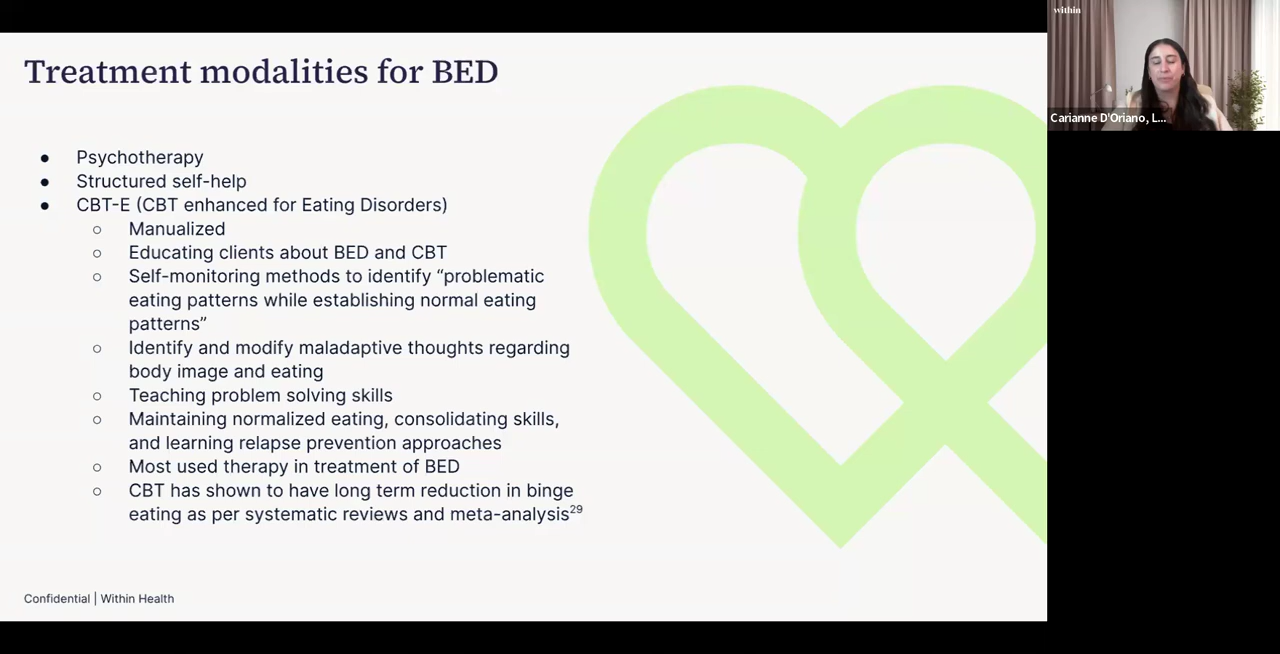 Treatment modalities for BED
● Psychotherapy
● Structured self-help
● CBT-E (CBT enhanced for Eating Disorders)
○ Manualized
○ Educating clients about BED and CBT
○ Self-monitoring methods to identify “problematic
eating patterns while establishing normal eating
patterns”
○ Identify and modify maladaptive thoughts regarding
body image and eating
○ Teaching problem solving skills
○ Maintaining normalized eating, consolidating skills,
and learning relapse prevention approaches
○ Most used therapy in treatment of BED
○ CBT has shown to have long term reduction in binge
eating as per systematic reviews and meta-analysis²⁹
Confidential | Within Health
within
Carianne D'Oriano, L...